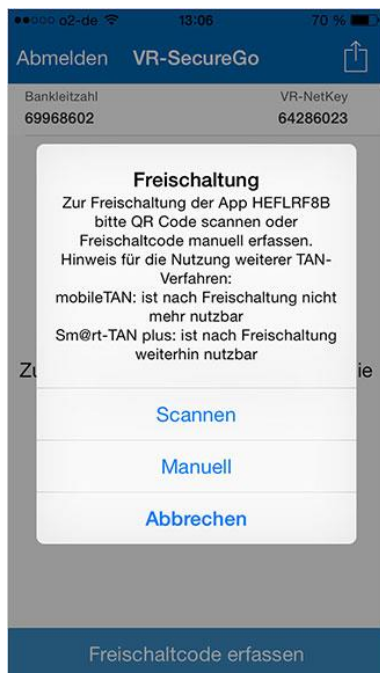 o2-de 13:06 70 %
Abmelden VR-SecureGo
Bankleitzahl VR-NetKey
69968602 64286023
Freischaltung
Zur Freischaltung der App HEFLRF8B
bitte QR Code scannen oder
Freischaltcode manuell erfassen.
Hinweis für die Nutzung weiterer TAN-
Verfahren:
mobileTAN: ist nach Freischaltung nicht
mehr nutzbar
Sm@rt-TAN plus: ist nach Freischaltung
weiterhin nutzbar
ie
Scannen
Manuell
Abbrechen
Freischaltcode erfassen